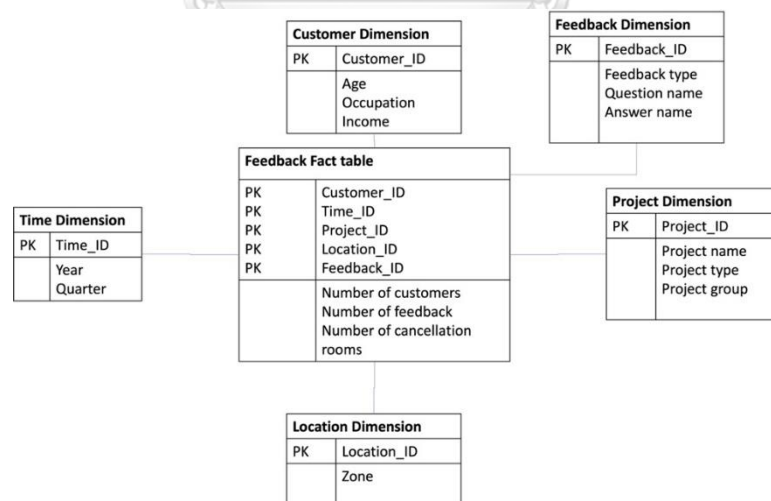 Customer Dimension
PK Customer_ID
Age
Occupation
Income
Feedback Dimension
PK Feedback_ID
Feedback type
Question name
Answer name
Feedback Fact table
PK Customer_ID
PK Time_ID
PK Project_ID
PK Location_ID
PK Feedback_ID
Number of customers
Number of feedback
Number of cancellation
rooms
Time Dimension
PK Time_ID
Year
Quarter
Project Dimension
PK Project_ID
Project name
Project type
Project group
Location Dimension
PK Location_ID
Zone